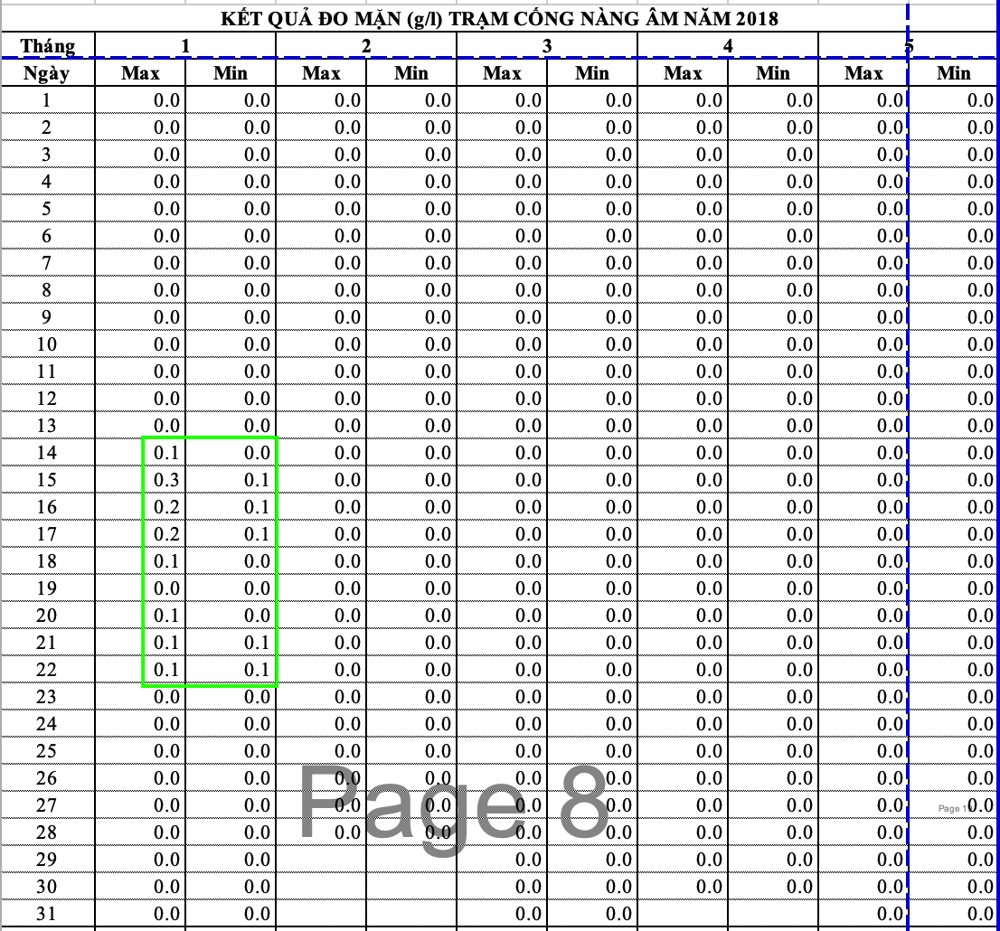 KẾT QUẢ ĐO MẶN (g/l) TRẠM CỐNG NÀNG ÂM NĂM 2018
Tháng 1 2 3 4 5
Ngày Max Min Max Min Max Min Max Min Max Min
1 0.0 0.0 0.0 0.0 0.0 0.0 0.0 0.0 0.0 0.0
2 0.0 0.0 0.0 0.0 0.0 0.0 0.0 0.0 0.0 0.0
3 0.0 0.0 0.0 0.0 0.0 0.0 0.0 0.0 0.0 0.0
4 0.0 0.0 0.0 0.0 0.0 0.0 0.0 0.0 0.0 0.0
5 0.0 0.0 0.0 0.0 0.0 0.0 0.0 0.0 0.0 0.0
6 0.0 0.0 0.0 0.0 0.0 0.0 0.0 0.0 0.0 0.0
7 0.0 0.0 0.0 0.0 0.0 0.0 0.0 0.0 0.0 0.0
8 0.0 0.0 0.0 0.0 0.0 0.0 0.0 0.0 0.0 0.0
9 0.0 0.0 0.0 0.0 0.0 0.0 0.0 0.0 0.0 0.0
10 0.0 0.0 0.0 0.0 0.0 0.0 0.0 0.0 0.0 0.0
11 0.0 0.0 0.0 0.0 0.0 0.0 0.0 0.0 0.0 0.0
12 0.0 0.0 0.0 0.0 0.0 0.0 0.0 0.0 0.0 0.0
13 0.0 0.0 0.0 0.0 0.0 0.0 0.0 0.0 0.0 0.0
14 0.1 0.0 0.0 0.0 0.0 0.0 0.0 0.0 0.0 0.0
15 0.3 0.1 0.0 0.0 0.0 0.0 0.0 0.0 0.0 0.0
16 0.2 0.1 0.0 0.0 0.0 0.0 0.0 0.0 0.0 0.0
17 0.2 0.1 0.0 0.0 0.0 0.0 0.0 0.0 0.0 0.0
18 0.1 0.0 0.0 0.0 0.0 0.0 0.0 0.0 0.0 0.0
19 0.0 0.0 0.0 0.0 0.0 0.0 0.0 0.0 0.0 0.0
20 0.1 0.0 0.0 0.0 0.0 0.0 0.0 0.0 0.0 0.0
21 0.1 0.1 0.0 0.0 0.0 0.0 0.0 0.0 0.0 0.0
22 0.1 0.1 0.0 0.0 0.0 0.0 0.0 0.0 0.0 0.0
23 0.0 0.0 0.0 0.0 0.0 0.0 0.0 0.0 0.0 0.0
24 0.0 0.0 0.0 0.0 0.0 0.0 0.0 0.0 0.0 0.0
25 0.0 0.0 0.0 0.0 0.0 0.0 0.0 0.0 0.0 0.0
26 0.0 0.0 0.0 0.0 0.0 0.0 0.0 0.0 0.0 0.0
27 0.0 0.0 0.0 0.0 0.0 0.0 0.0 0.0 0.0 0.0
Page 8
Page
28 0.0 0.0 0.0 0.0 0.0 0.0 0.0 0.0 0.0 0.0
29 0.0 0.0 0.0 0.0 0.0 0.0 0.0 0.0
30 0.0 0.0 0.0 0.0 0.0 0.0 0.0 0.0
31 0.0 0.0 0.0 0.0 0.0 0.0